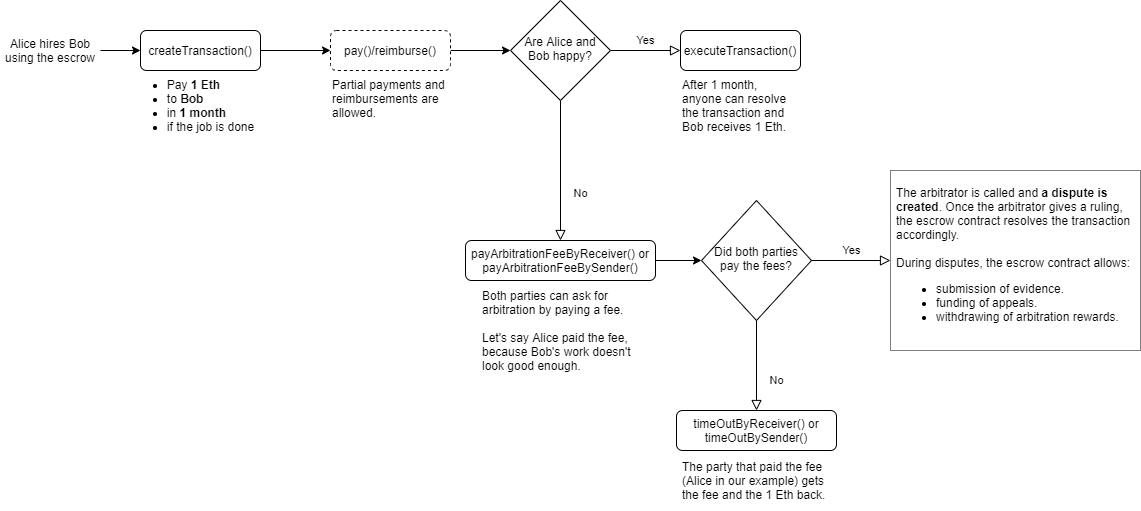 Alice hires Bob
using the escrow
createTransaction()
• Pay 1 Eth
• to Bob
• in 1 month
• if the job is done
pay()/reimburse()
Partial payments and
reimbursements are
allowed.
Are Alice and
Bob happy?
Yes
executeTransaction()
After 1 month,
anyone can resolve
the transaction and
Bob receives 1 Eth.
No
payArbitrationFeeByReceiver() or
payArbitrationFeeBySender()
Both parties can ask for
arbitration by paying a fee.
Let's say Alice paid the fee,
because Bob's work doesn't
look good enough.
Did both parties
pay the fees?
Yes
The arbitrator is called and a dispute is
created. Once the arbitrator gives a ruling,
the escrow contract resolves the transaction
accordingly.
During disputes, the escrow contract allows:
• submission of evidence.
• funding of appeals.
• withdrawing of arbitration rewards.
No
timeOutByReceiver() or
timeOutBySender()
The party that paid the fee
(Alice in our example) gets
the fee and the 1 Eth back.